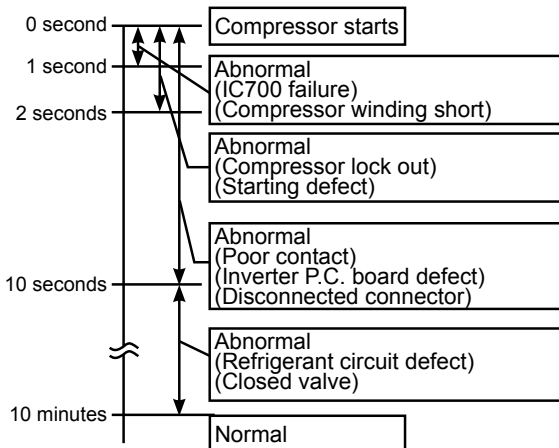 0 second
Compressor starts
1 second
Abnormal
(IC700 failure)
(Compressor winding short)
2 seconds
Abnormal
(Compressor lock out)
(Starting defect)
Abnormal
(Poor contact)
(Inverter P.C. board defect)
(Disconnected connector)
10 seconds
Abnormal
(Refrigerant circuit defect)
(Closed valve)
10 minutes
Normal